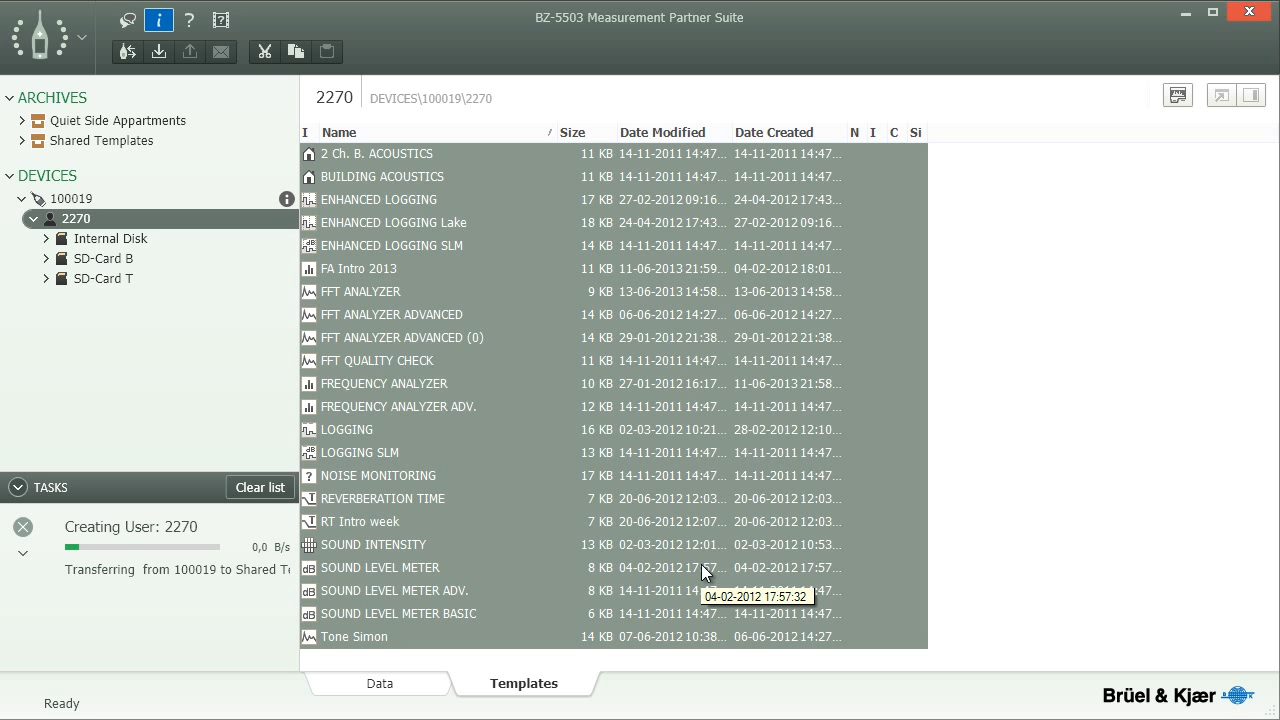 BZ-5503 Measurement Partner Suite
ARCHIVES
Quiet Side Appartments
Shared Templates
DEVICES
100019
2270
Internal Disk
SD-Card B
SD-Card T
TASKS
Clear list
Creating User: 2270
0,0 B/s
Transferring from 100019 to Shared Te
2270 DEVICES\100019\2270
I Name / Size Date Modified Date Created N I C Si
2 Ch. B. ACOUSTICS 11 KB 14-11-2011 14:47... 14-11-2011 14:47...
BUILDING ACOUSTICS 11 KB 14-11-2011 14:47... 14-11-2011 14:47...
ENHANCED LOGGING 17 KB 27-02-2012 09:16... 24-04-2012 17:43...
ENHANCED LOGGING Lake 18 KB 24-04-2012 17:43... 27-02-2012 09:16...
ENHANCED LOGGING SLM 14 KB 14-11-2011 14:47... 14-11-2011 14:47...
FA Intro 2013 11 KB 11-06-2013 21:59... 04-02-2012 18:01...
FFT ANALYZER 9 KB 13-06-2013 14:58... 13-06-2013 14:58...
FFT ANALYZER ADVANCED 14 KB 06-06-2012 14:27... 06-06-2012 14:27...
FFT ANALYZER ADVANCED (0) 14 KB 29-01-2012 21:38... 29-01-2012 21:38...
FFT QUALITY CHECK 11 KB 14-11-2011 14:47... 14-11-2011 14:47...
FREQUENCY ANALYZER 10 KB 27-01-2012 16:17... 11-06-2013 21:58...
FREQUENCY ANALYZER ADV. 12 KB 14-11-2011 14:47... 14-11-2011 14:47...
LOGGING 16 KB 02-03-2012 10:21... 28-02-2012 12:10...
LOGGING SLM 13 KB 14-11-2011 14:47... 14-11-2011 14:47...
NOISE MONITORING 17 KB 14-11-2011 14:47... 14-11-2011 14:47...
REVERBERATION TIME 7 KB 20-06-2012 12:03... 20-06-2012 12:03...
RT Intro week 7 KB 20-06-2012 12:07... 20-06-2012 12:03...
SOUND INTENSITY 13 KB 02-03-2012 12:01... 02-03-2012 10:53...
SOUND LEVEL METER 8 KB 04-02-2012 17:57... 04-02-2012 17:57...
04-02-2012 17:57:32
SOUND LEVEL METER ADV. 8 KB 14-11-2011 :47...
SOUND LEVEL METER BASIC 6 KB 14-11-2011 14:47... 14-11-2011 14:47...
Tone Simon 14 KB 07-06-2012 10:38... 06-06-2012 14:27...
Data Templates
Ready
Brüel & Kjær